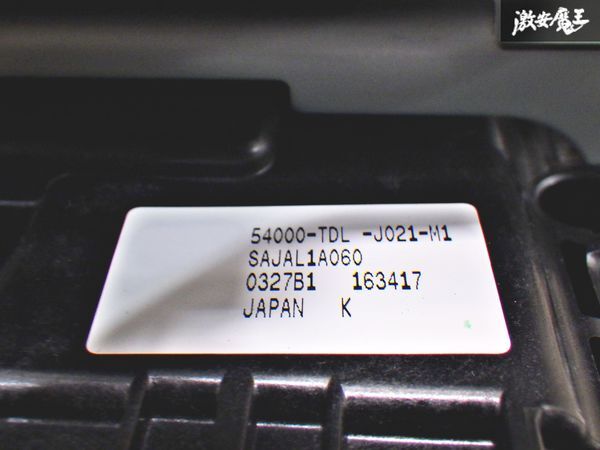 激安魔王
54000-TDL -J021-M1
SAJAL1A060
0327B1 163417
JAPAN K